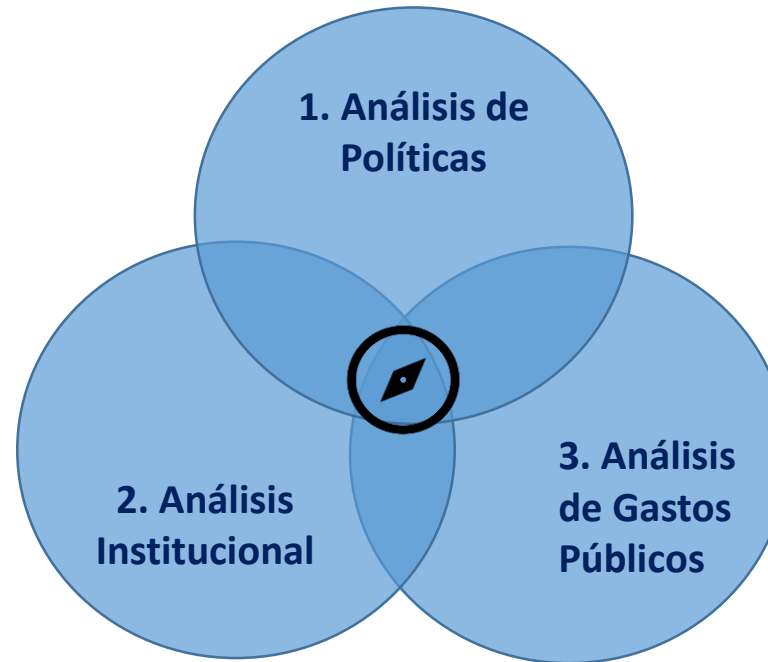 1. Análisis de
Políticas
2. Análisis
Institucional
3. Análisis
de Gastos
Públicos